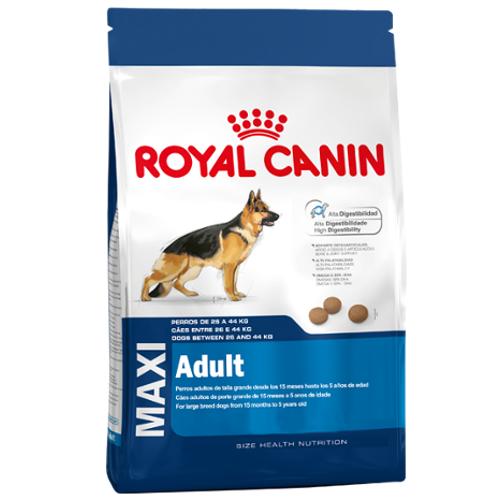 ROYAL CANIN
Alta Digestibilidad
Alta Digestibilidade
High Digestibility
PERROS DE 26 A 44 KG
CÃES ENTRE 26 E 44 KG
DOGS BETWEEN 26 AND 44 KG
MAXI
Adult
Perros adultos de talla grande desde los 15 meses hasta los 5 años de edad
Cães adultos de porte grande de 15 meses a 5 anos de idade
For large breed dogs from 15 months to 5 years old
SIZE HEALTH NUTRITION